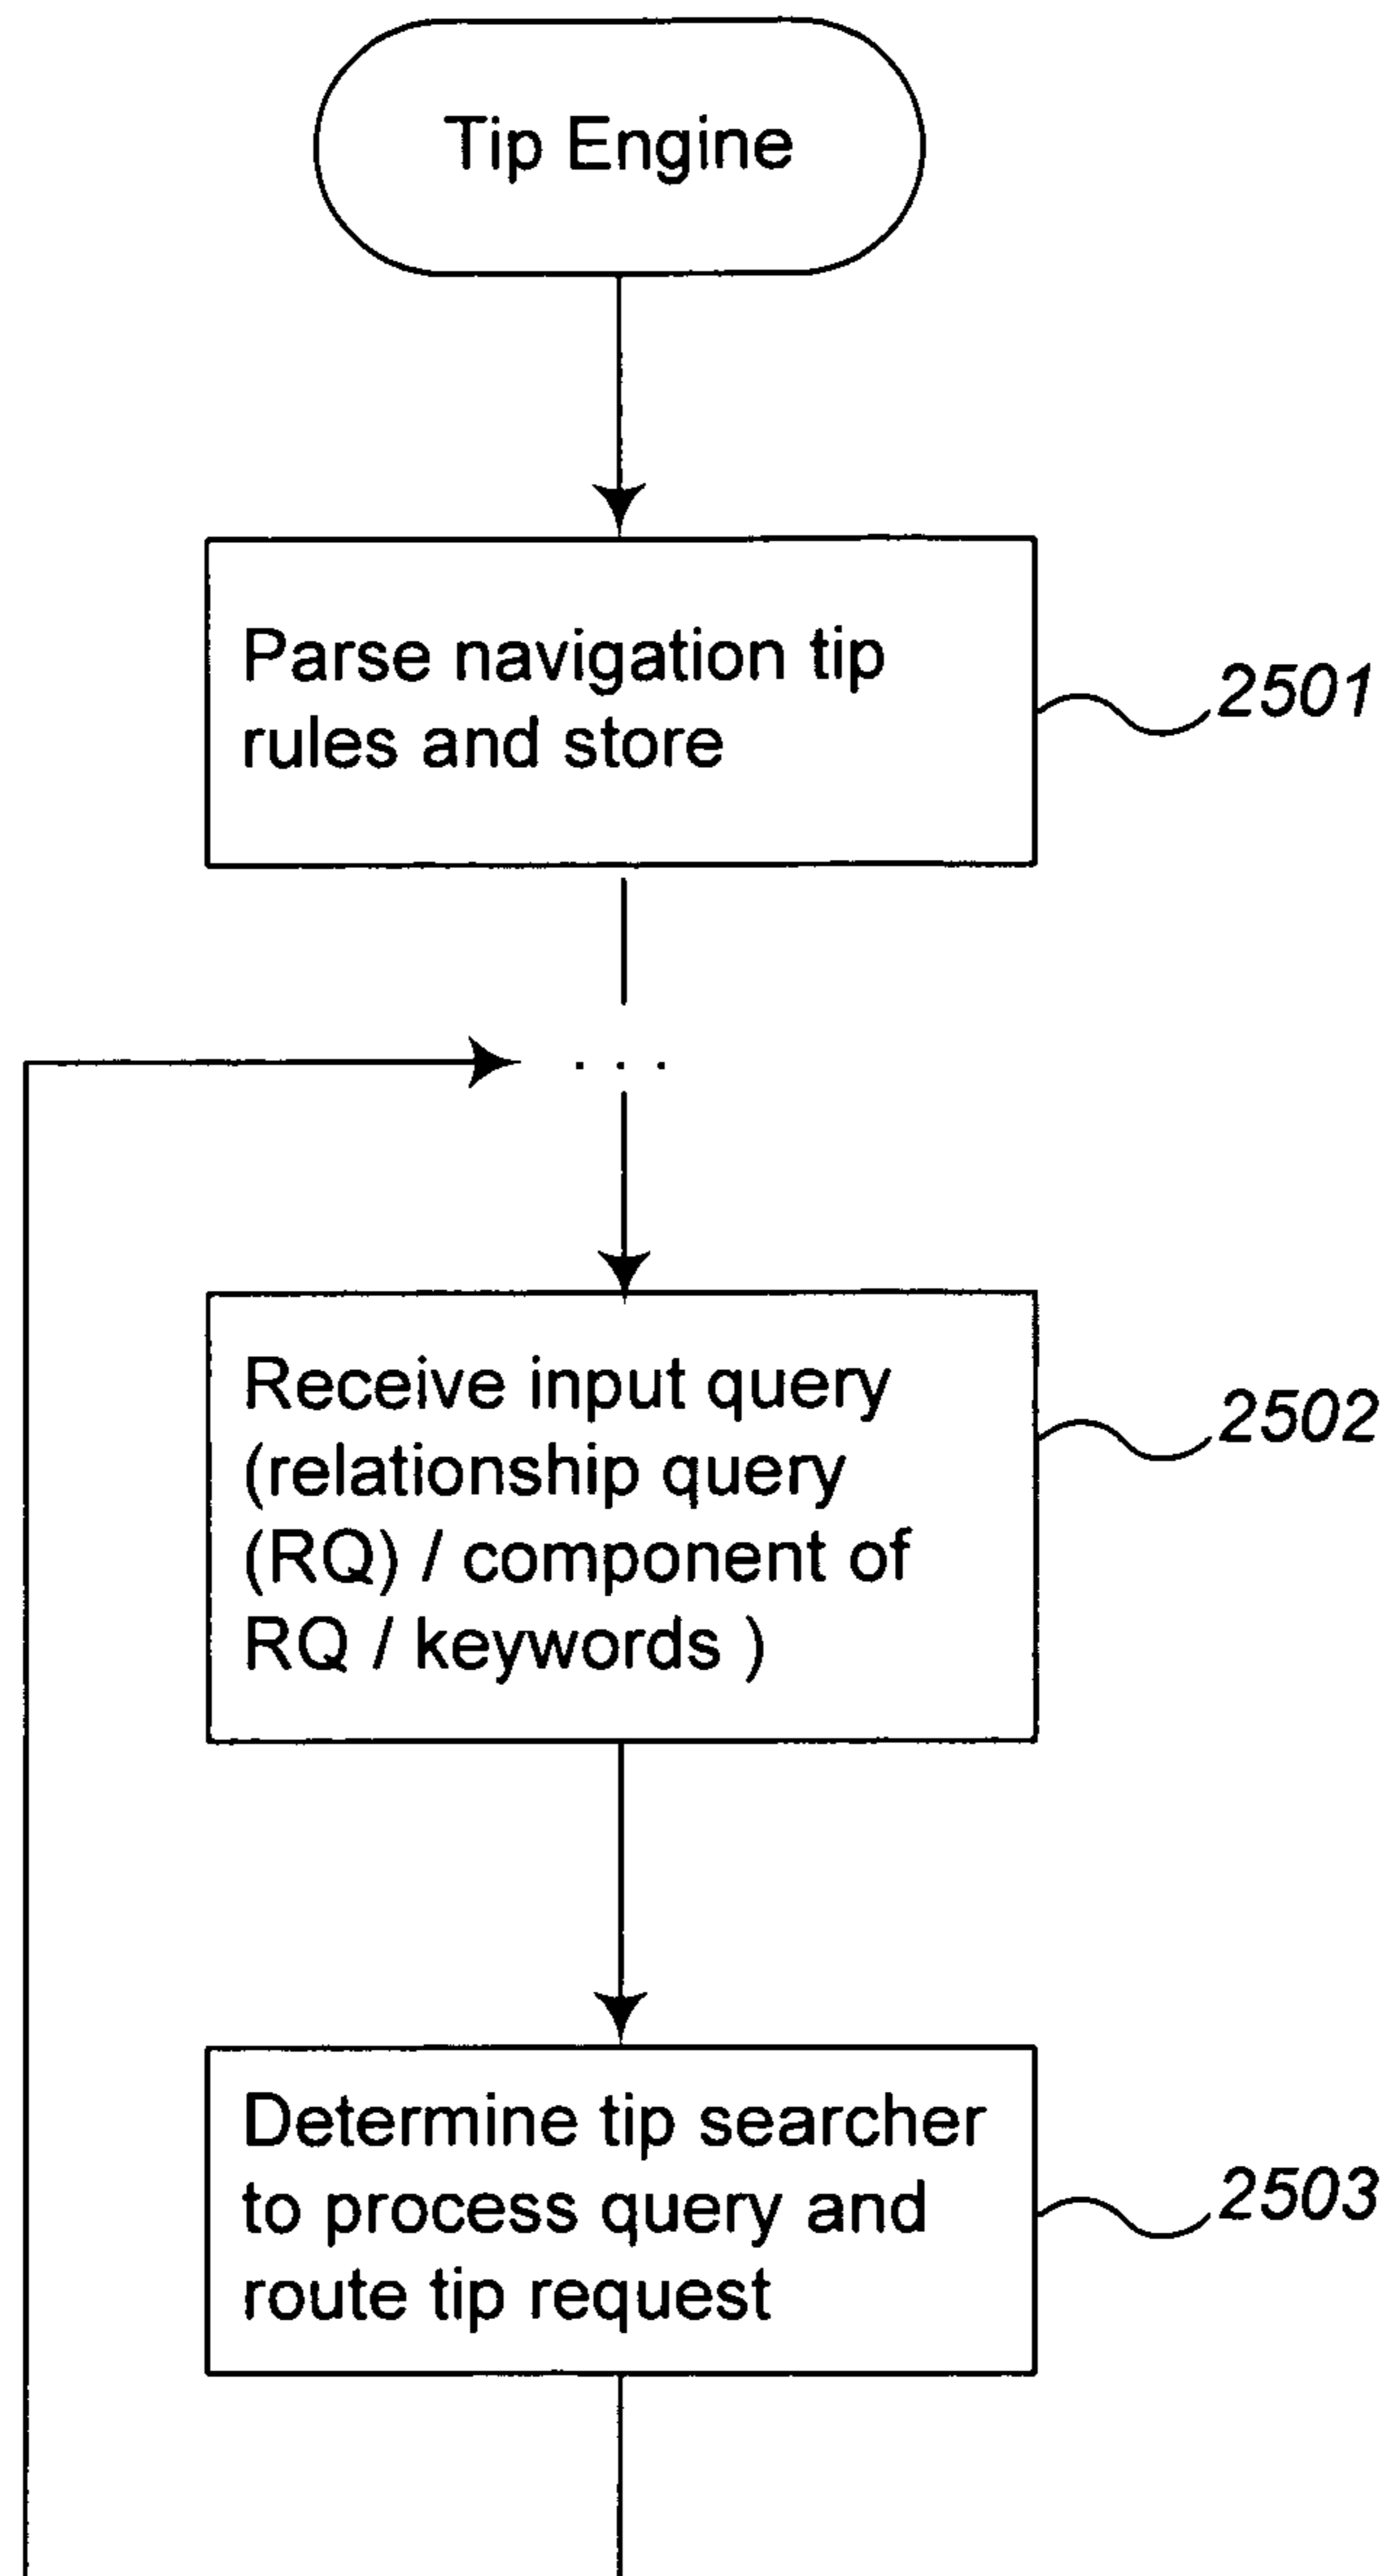 Tip Engine
Parse navigation tip
rules and store
2501
. . .
Receive input query
(relationship query
(RQ) / component of
RQ / keywords )
2502
Determine tip searcher
to process query and
route tip request
2503